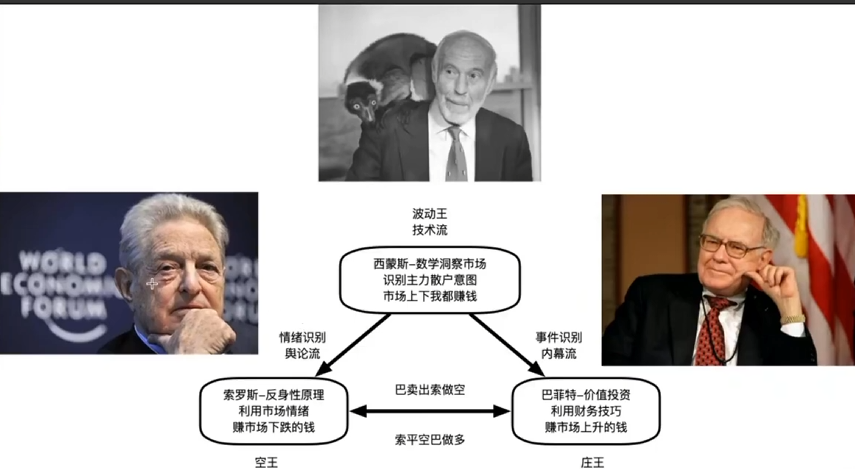 波动王
技术流
西蒙斯-数学洞察市场
识别主力散户意图
市场上下我都赚钱
WORLD
ECONOMIC
FORUM
情绪识别
舆论流
事件识别
内幕流
索罗斯-反身性原理
利用市场情绪
赚市场下跌的钱
巴卖出索做空
索平空巴做多
巴菲特-价值投资
利用财务技巧
赚市场上升的钱
空王
庄王